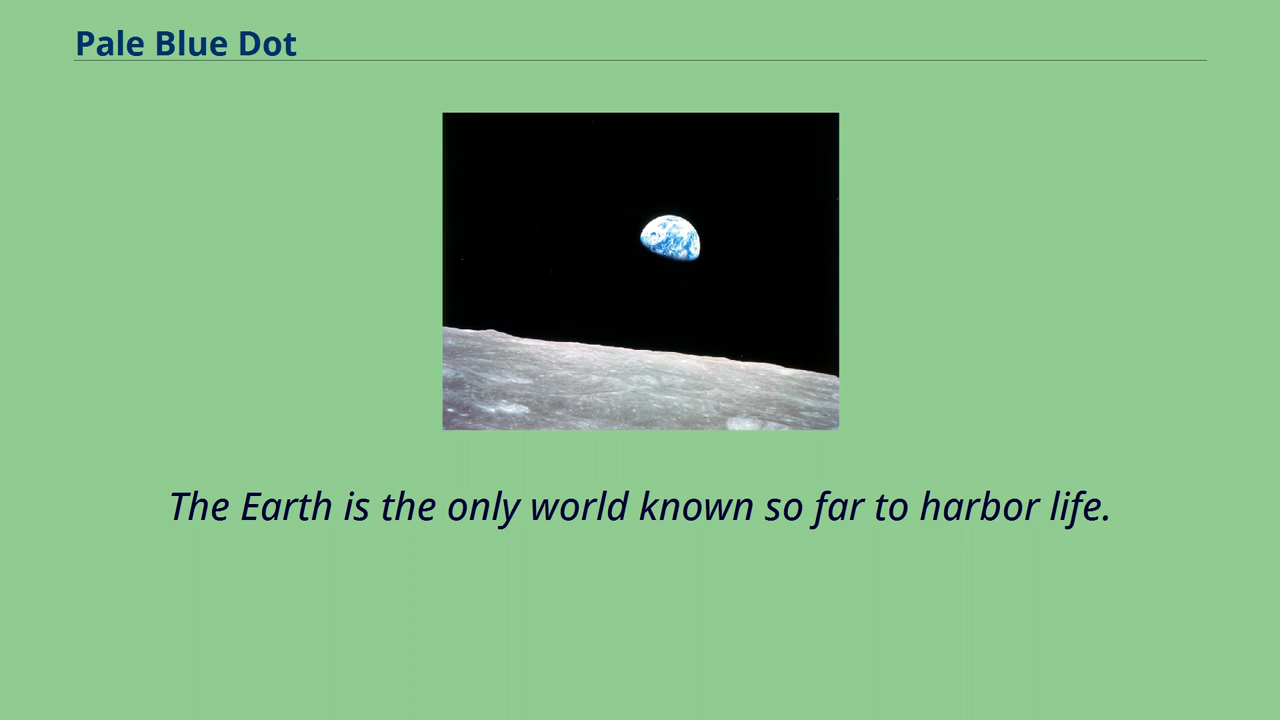 Pale Blue Dot
The Earth is the only world known so far to harbor life.